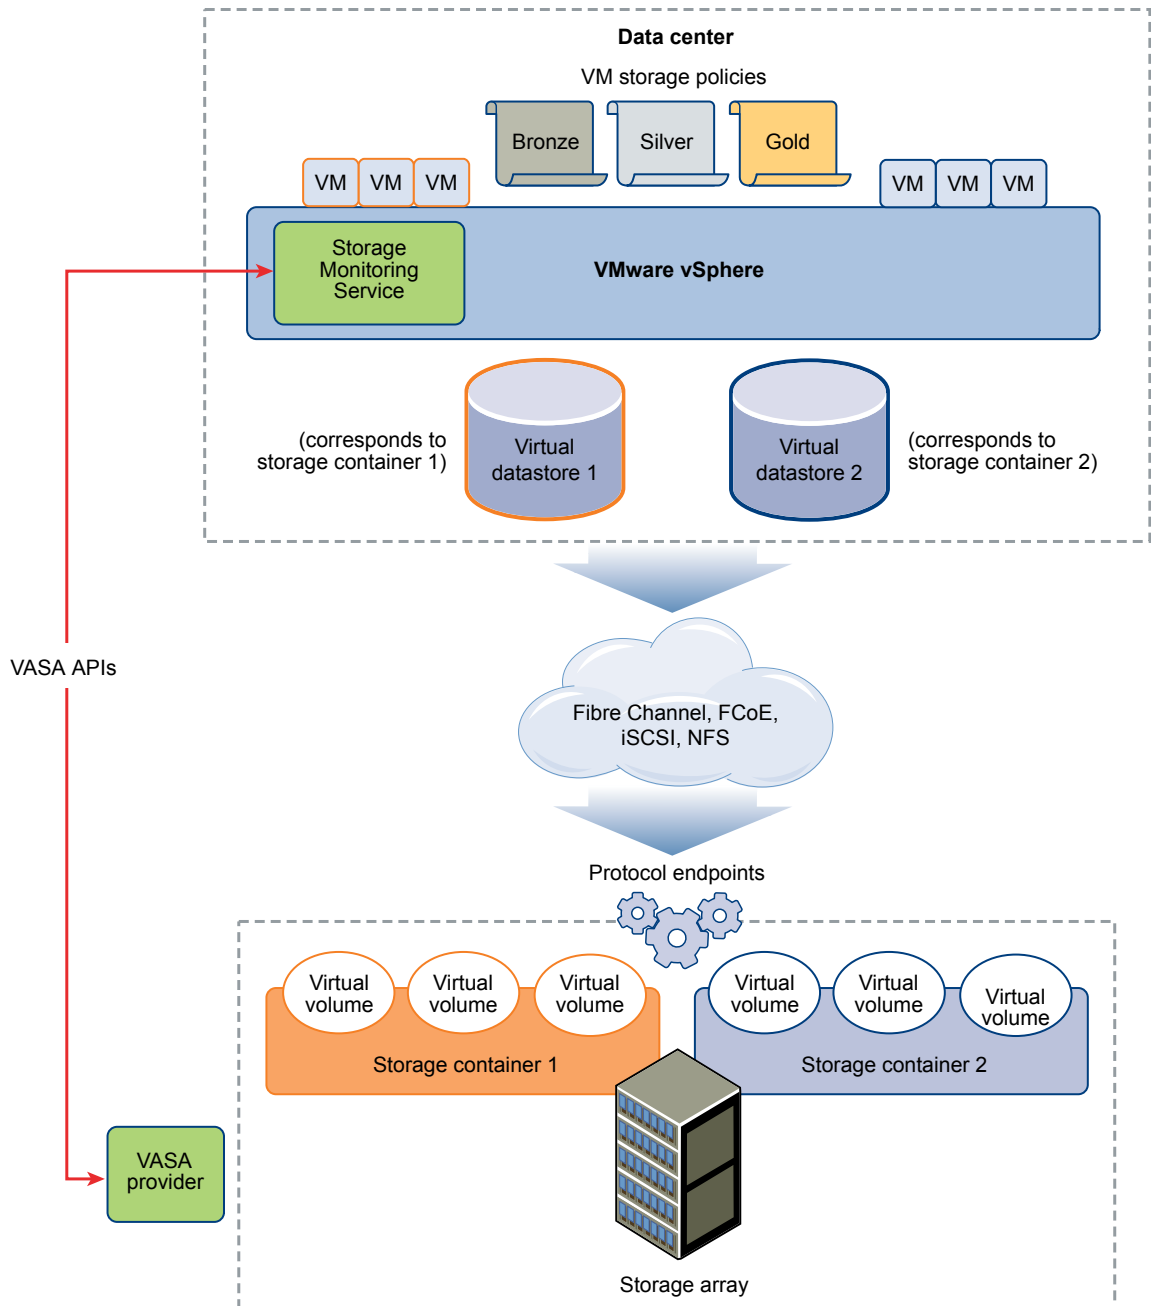 Data center
VM storage policies
Bronze
Silver
Gold
VM
VM
VM
VM
VM
VM
Storage
Monitoring
Service
VMware vSphere
(corresponds to
storage container 1)
Virtual
datastore 1
Virtual
datastore 2
(corresponds to
storage container 2)
VASA APIs
Fibre Channel, FCoE,
iSCSI, NFS
Protocol endpoints
Virtual
volume
Virtual
volume
Virtual
volume
Virtual
volume
Virtual
volume
Virtual
volume
Storage container 1
Storage container 2
VASA
provider
Storage array